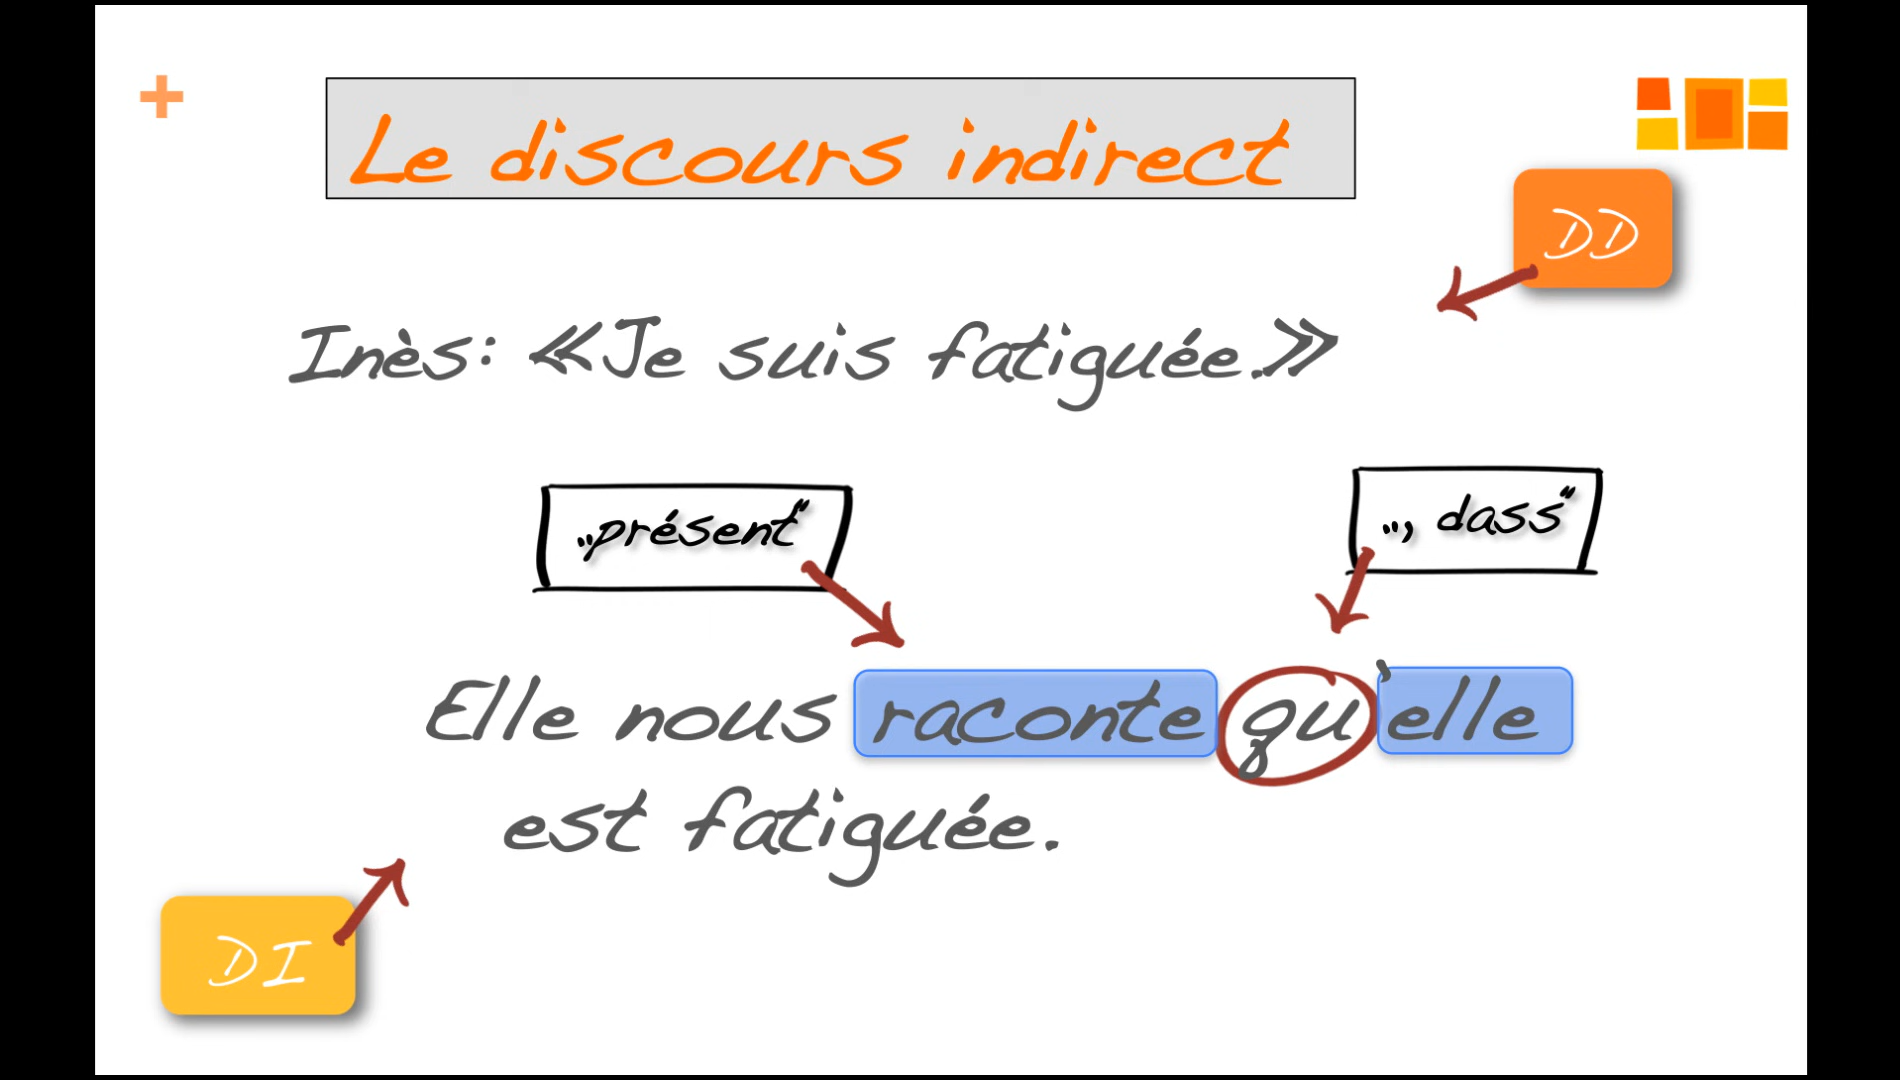 Le discours indirect
DD
Inès: «Je suis fatiguée.»
„présent“
„, dass“
Elle nous raconte qu'elle
est fatiguée.
DI